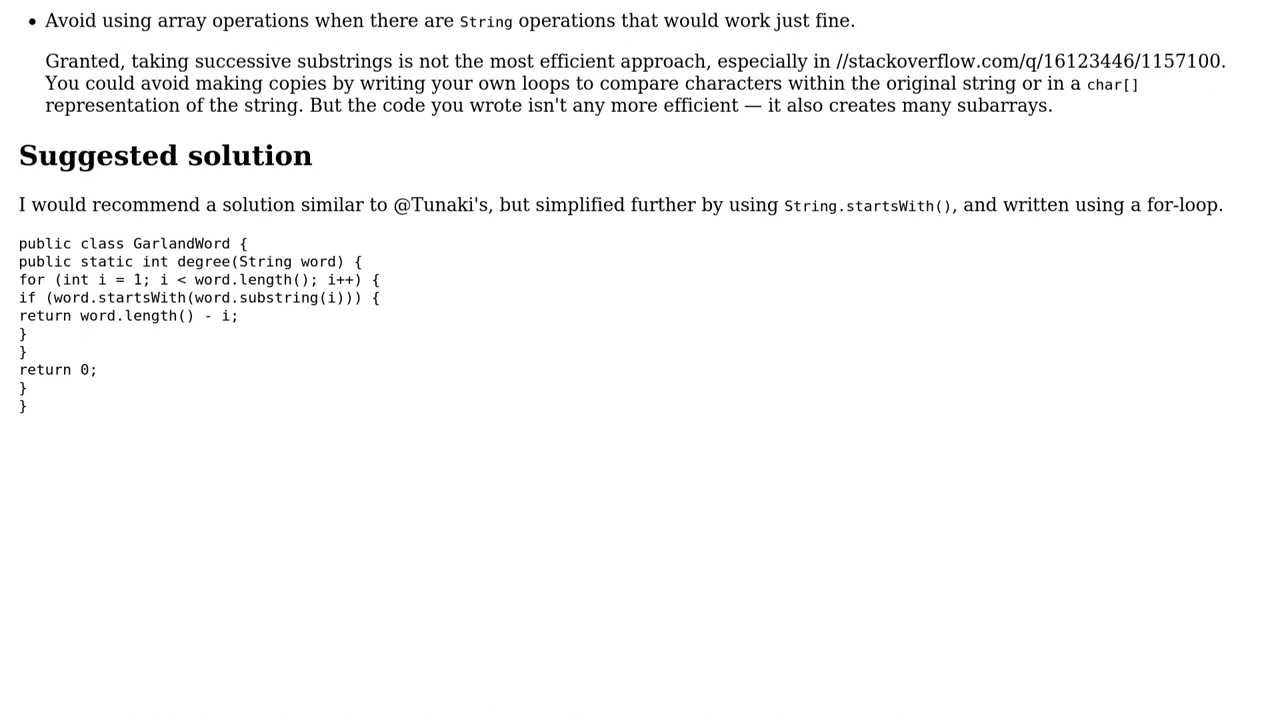 • Avoid using array operations when there are String operations that would work just fine.
Granted, taking successive substrings is not the most efficient approach, especially in //stackoverflow.com/q/16123446/1157100.
You could avoid making copies by writing your own loops to compare characters within the original string or in a char[]
representation of the string. But the code you wrote isn't any more efficient — it also creates many subarrays.
Suggested solution
I would recommend a solution similar to @Tunaki's, but simplified further by using String.startsWith(), and written using a for-loop.
public class GarlandWord {
public static int degree(String word) {
for (int i = 1; i < word.length(); i++) {
if (word.startsWith(word.substring(i))) {
return word.length() - i;
}
}
return 0;
}
}